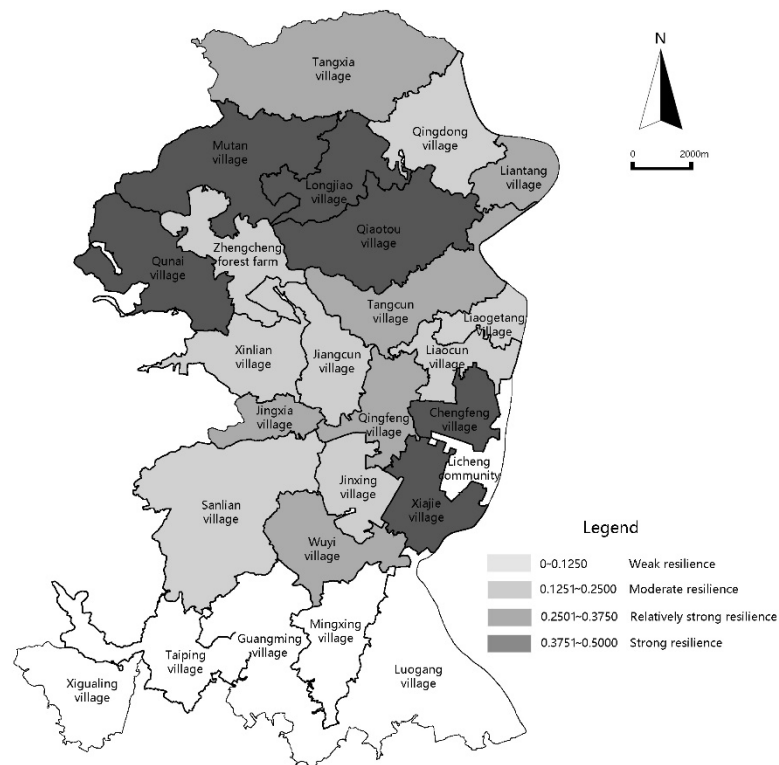 N
0
2000m
Tangxia
village
Qingdong
village
Mutan
village
Longjiao
village
Liantang
village
Qiaotou
village
Qunai
village
Zhengcheng
forest farm
Tangcun
village
Liaogetang
village
Xinlian
village
Jiangcun
village
Liaocun
village
Jingxia
village
Qingfeng
village
Chengfeng
village
Licheng
community
Jinxing
village
Sanlian
village
Xiajie
village
Wuyi
village
Legend
0~0.1250 Weak resilience
0.1251~0.2500 Moderate resilience
0.2501~0.3750 Relatively strong resilience
0.3751~0.5000 Strong resilience
Mingxing
village
Taiping
village
Guangming
village
Luogang
village
Xigualing
village